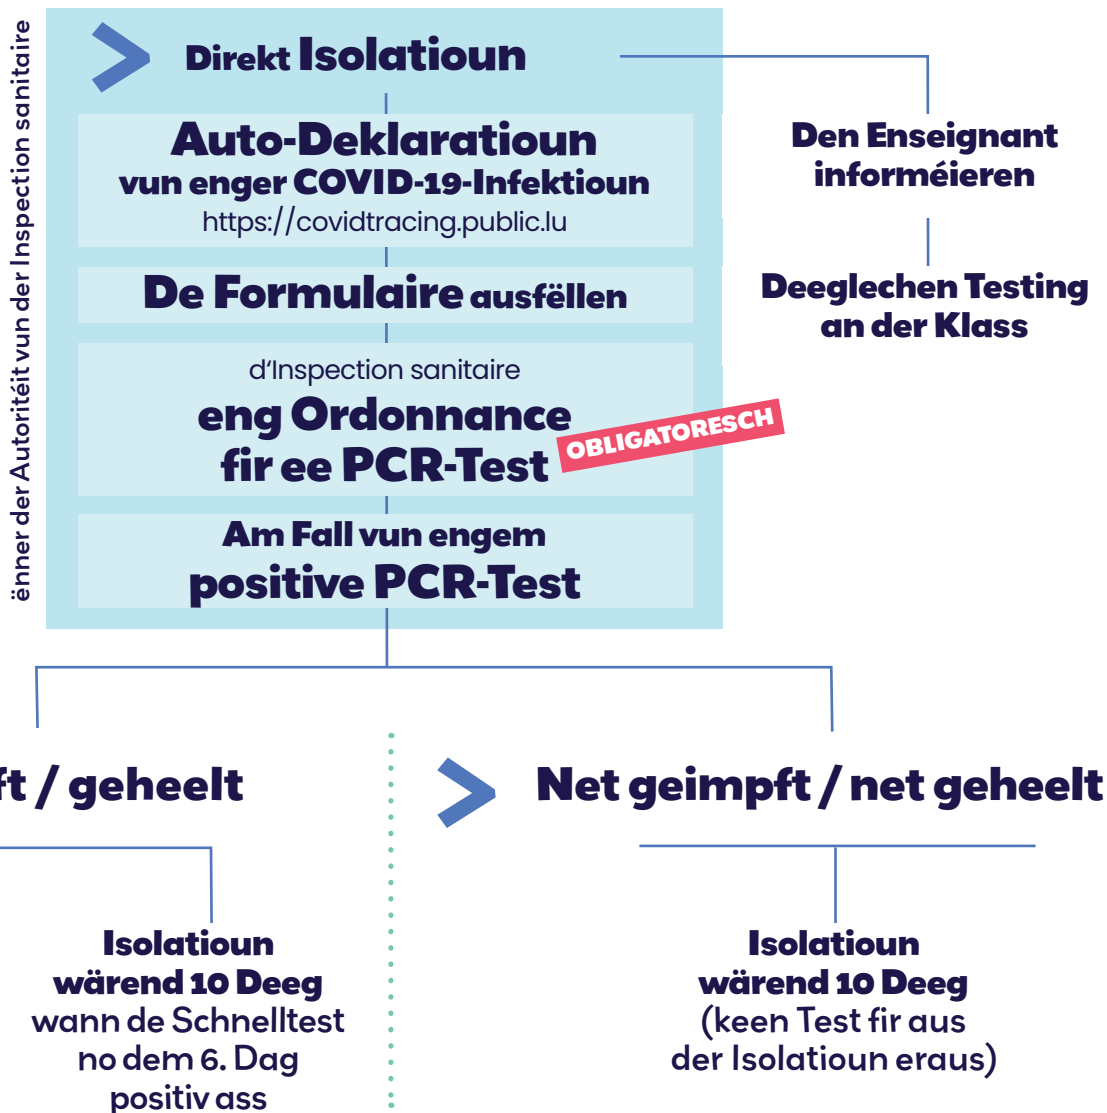 ënner der Autoritéit vun der Inspection sanitaire
Direkt Isolatioun
Auto-Deklaratioun
vun enger COVID-19-Infektioun
https://covidtracing.public.lu
De Formulaire ausfëllen
d‘Inspection sanitaire
eng Ordonnance
fir ee PCR-Test
OBLIGATORESCH
Am Fall vun engem
positive PCR-Test
Den Enseignant
informéieren
Deeglechen Testing
an der Klass
ft / geheelt
Isolatioun
wärend 10 Deeg
wann de Schnelltest
no dem 6. Dag
positiv ass
Net geimpft / net geheelt
Isolatioun
wärend 10 Deeg
(keen Test fir aus
der Isolatioun eraus)